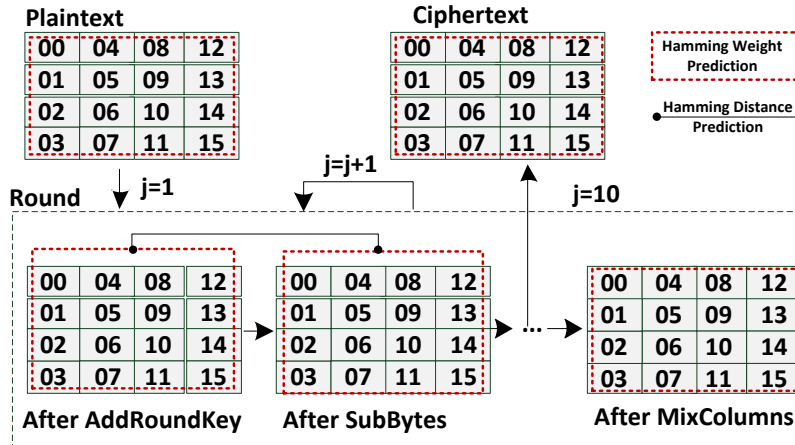 Plaintext
00 04 08 12
01 05 09 13
02 06 10 14
03 07 11 15
Ciphertext
00 04 08 12
01 05 09 13
02 06 10 14
03 07 11 15
Hamming Weight
Prediction
Hamming Distance
Prediction
Round
j=1
j=j+1
j=10
00 04 08 12
01 05 09 13
02 06 10 14
03 07 11 15
After AddRoundKey
00 04 08 12
01 05 09 13
02 06 10 14
03 07 11 15
After SubBytes
...
00 04 08 12
01 05 09 13
02 06 10 14
03 07 11 15
After MixColumns